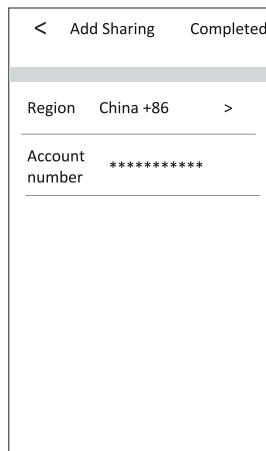 < Add Sharing Completed
Region China +86 >
Account
number ***********